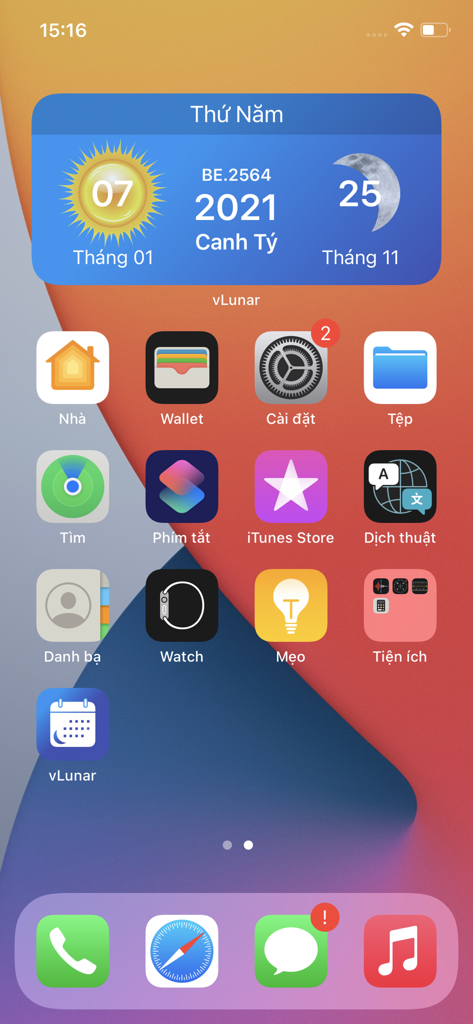 15:16
Thứ Năm
07
Tháng 01
BE.2564
2021
Canh Tý
25
Tháng 11
vLunar
2
Nhà
Wallet
Cài đặt
Tệp
A
文
Tìm
Phím tắt
iTunes Store
Dịch thuật
Danh bạ
Watch
Mẹo
Tiện ích
vLunar
!